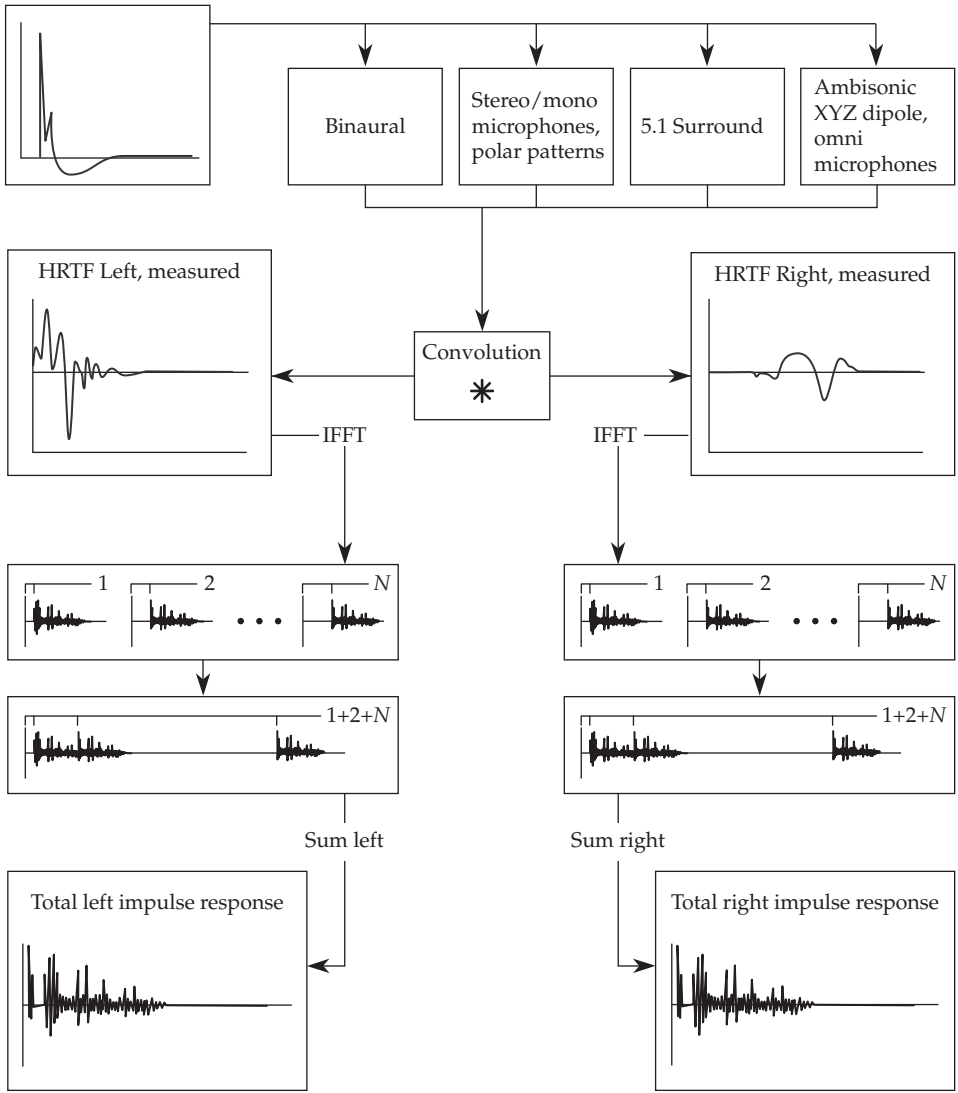 Binaural
Stereo/mono
microphones,
polar patterns
5.1 Surround
Ambisonic
XYZ dipole,
omni
microphones
HRTF Left, measured
Convolution
*
HRTF Right, measured
IFFT
IFFT
1
2
N
1
2
N
1+2+N
1+2+N
Sum left
Sum right
Total left impulse response
Total right impulse response